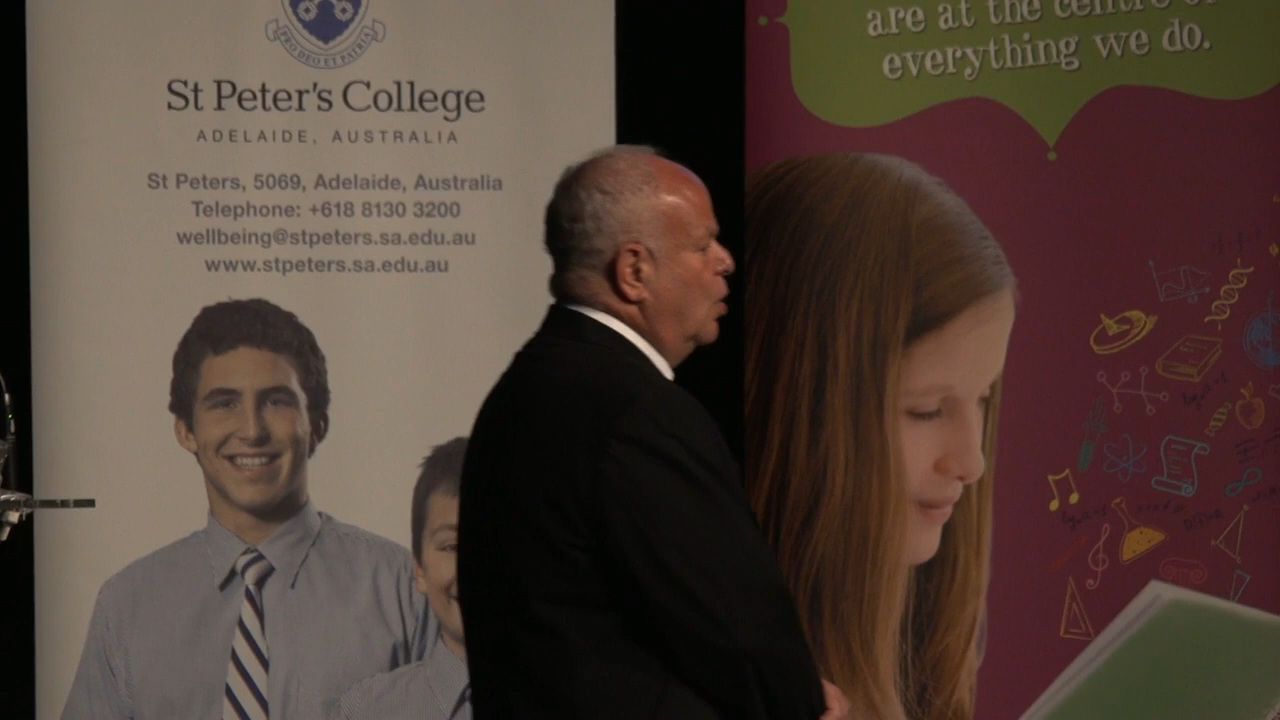 PRO DEO ET PATRIA
St Peter's College
ADELAIDE, AUSTRALIA
St Peters, 5069, Adelaide, Australia
Telephone: +618 8130 3200
wellbeing@stpeters.sa.edu.au
www.stpeters.sa.edu.au
are at the centre of
everything we do.